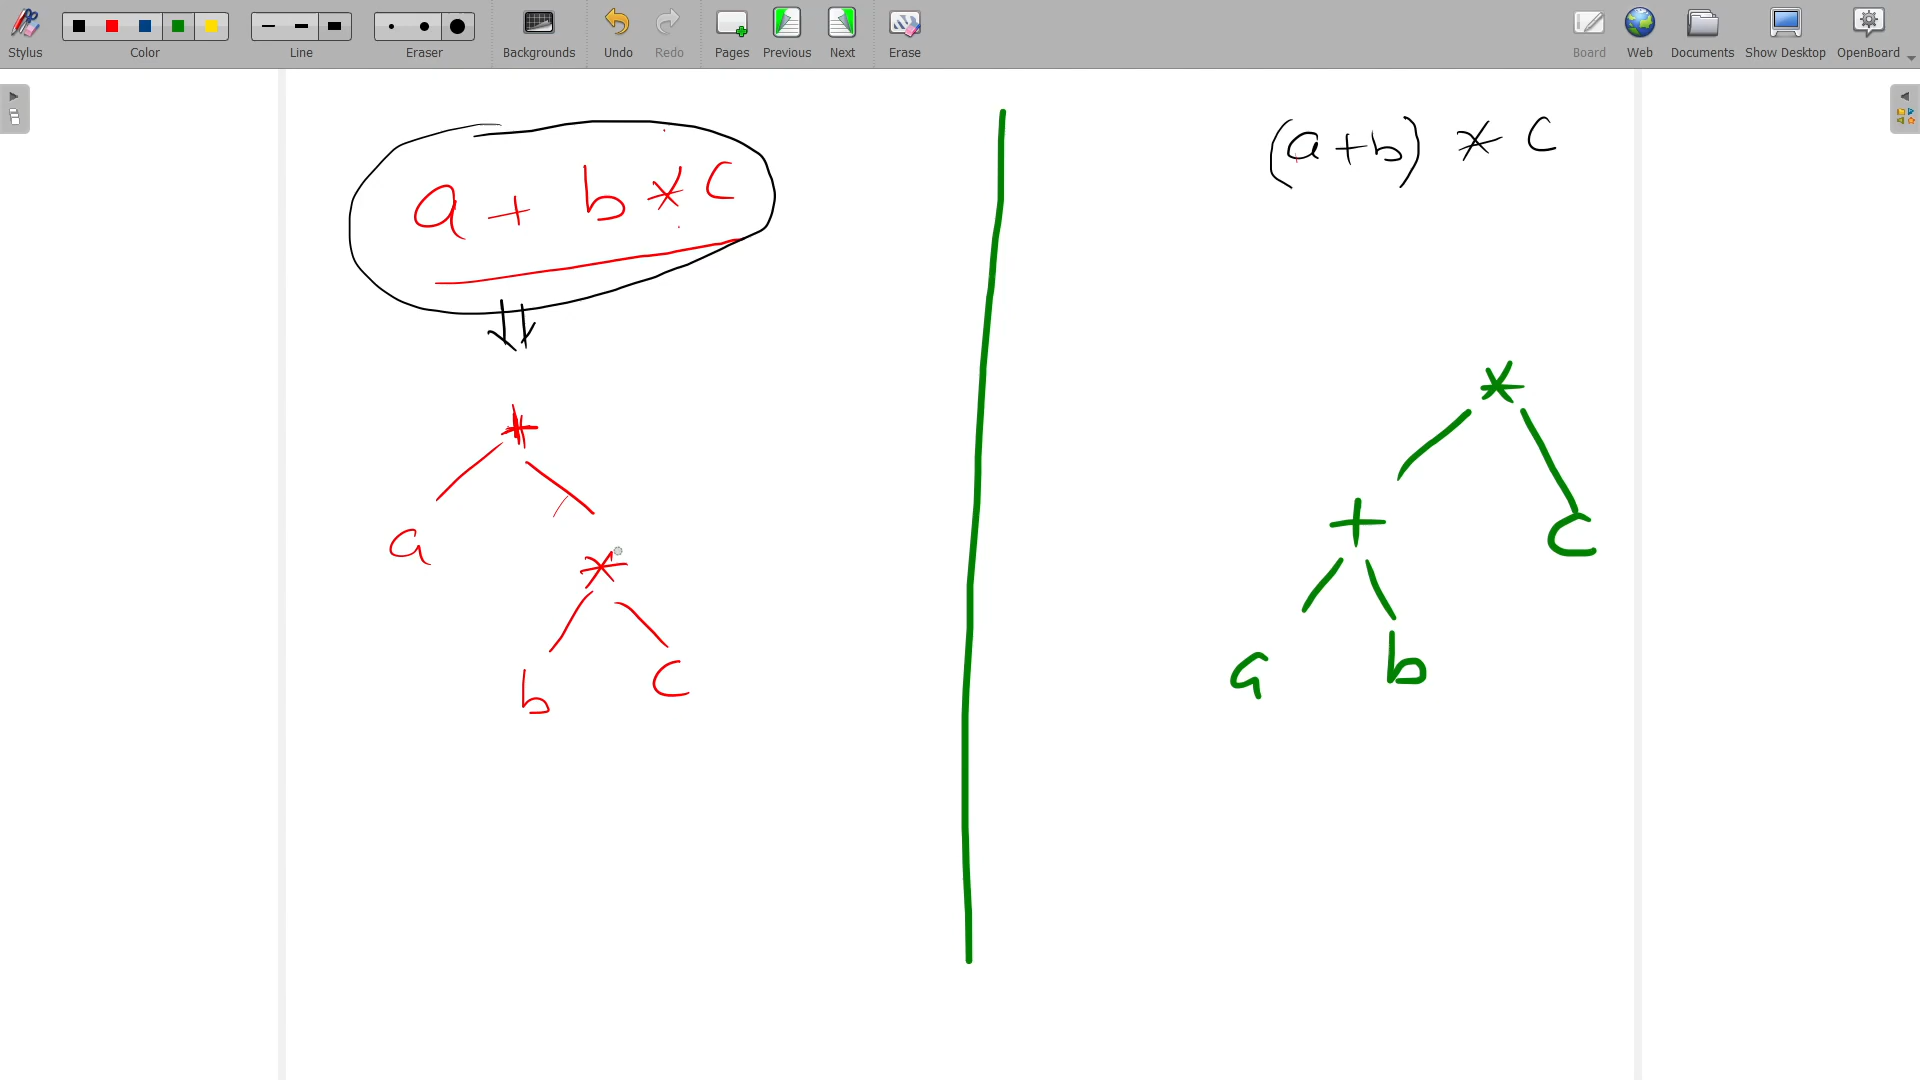 Stylus Color Line Eraser Backgrounds Undo Redo Pages Previous Next Erase Board Web Documents Show Desktop OpenBoard
a + b * c
+
a
*
b c
(a+b) * c
*
+ c
a b